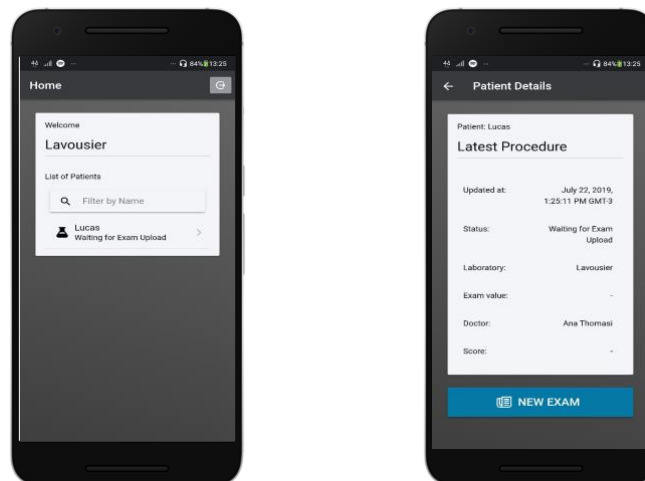 84% 13:25
Home
Welcome
Lavousier
List of Patients
Filter by Name
Lucas
Waiting for Exam Upload
84% 13:25
Patient Details
Patient: Lucas
Latest Procedure
Updated at: July 22, 2019,
1:25:11 PM GMT-3
Status: Waiting for Exam
Upload
Laboratory: Lavousier
Exam value: -
Doctor: Ana Thomasi
Score: -
NEW EXAM